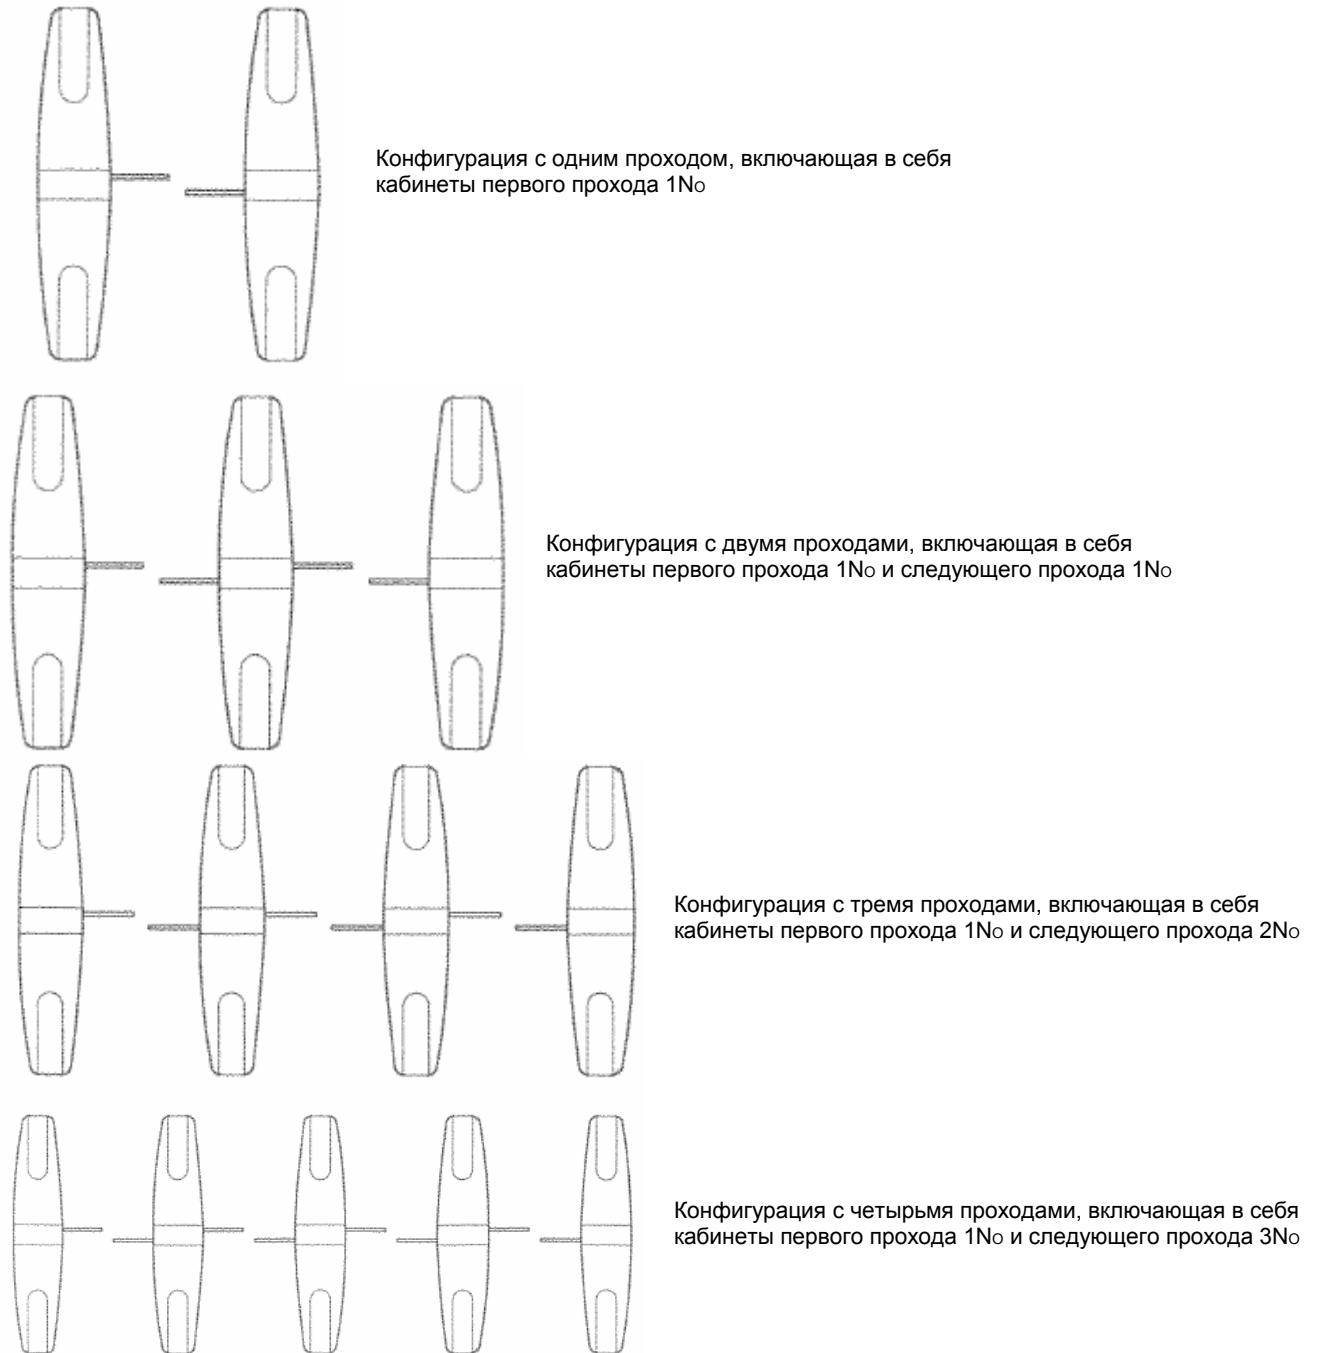 Конфигурация с одним проходом, включающая в себя
кабинеты первого прохода 1No
Конфигурация с двумя проходами, включающая в себя
кабинеты первого прохода 1No и следующего прохода 1No
Конфигурация с тремя проходами, включающая в себя
кабинеты первого прохода 1No и следующего прохода 2No
Конфигурация с четырьмя проходами, включающая в себя
кабинеты первого прохода 1No и следующего прохода 3No